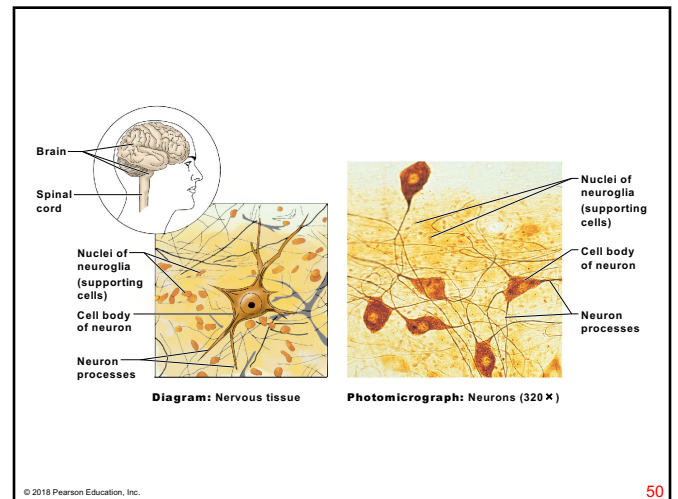 Brain
Spinal
cord
Nuclei of
neuroglia
(supporting
cells)
Cell body
of neuron
Neuron
processes
Diagram: Nervous tissue
Nuclei of
neuroglia
(supporting
cells)
Cell body
of neuron
Neuron
processes
Photomicrograph: Neurons (320×)
© 2018 Pearson Education, Inc.
50